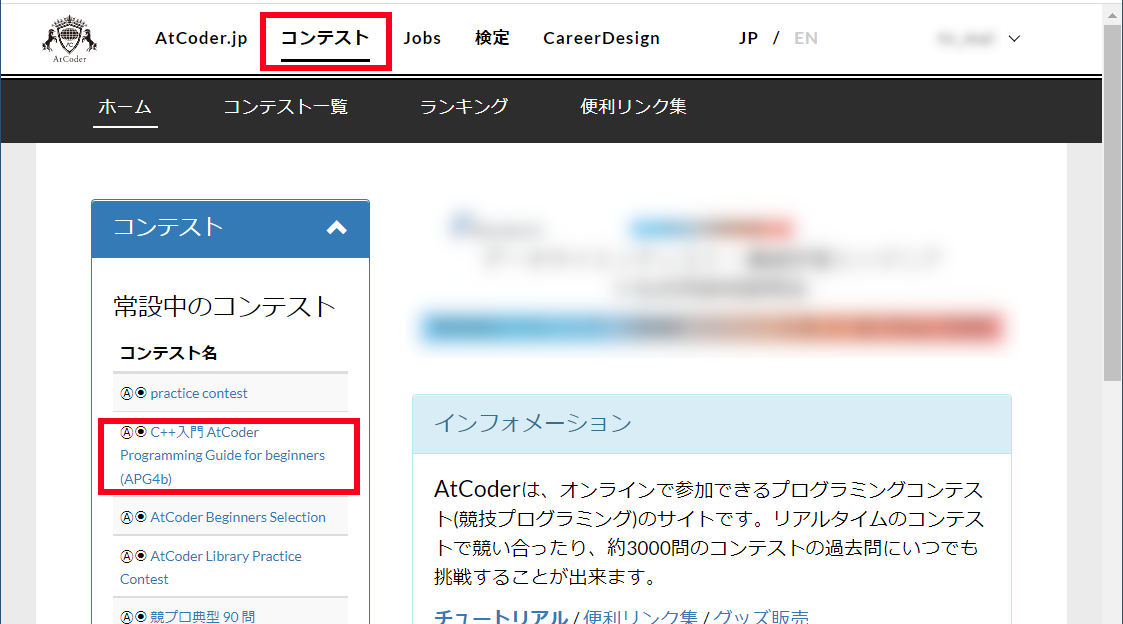 AtCoder
AtCoder.jp コンテスト Jobs 検定 CareerDesign JP / EN
ホーム コンテスト一覧 ランキング 便利リンク集
コンテスト
常設中のコンテスト
コンテスト名
Ⓐ◉ practice contest
Ⓐ◉ C++入門 AtCoder
Programming Guide for beginners
(APG4b)
Ⓐ◉ AtCoder Beginners Selection
Ⓐ◉ AtCoder Library Practice
Contest
Ⓐ◉ 競プロ典型 90 問
インフォメーション
AtCoderは、オンラインで参加できるプログラミングコンテス
ト(競技プログラミング)のサイトです。リアルタイムのコンテス
トで競い合ったり、約3000問のコンテストの過去問にいつでも
挑戦することが出来ます。
チュートリアル / 便利リンク集 / グッズ販売